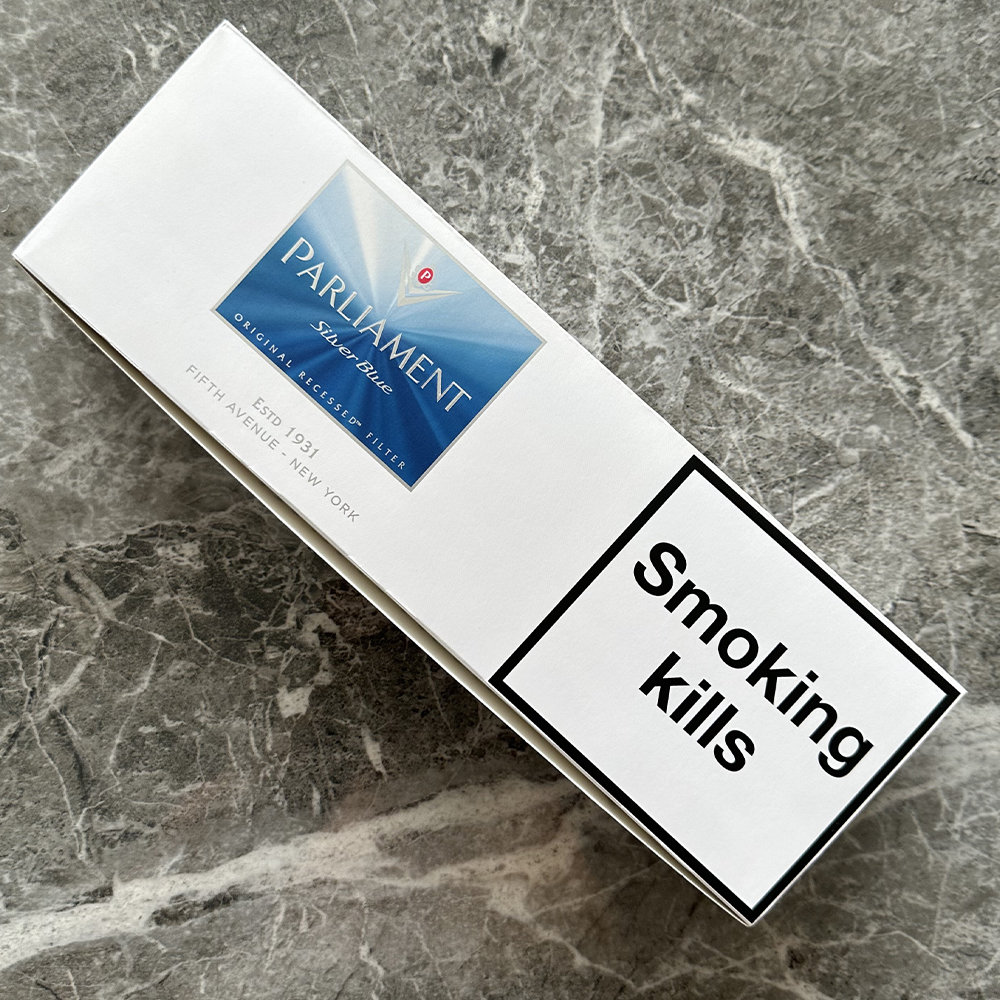 P
PARLIAMENT
Silver Blue
ORIGINAL RECESSED™ FILTER
ESTD 1931
FIFTH AVENUE - NEW YORK
Smoking
kills